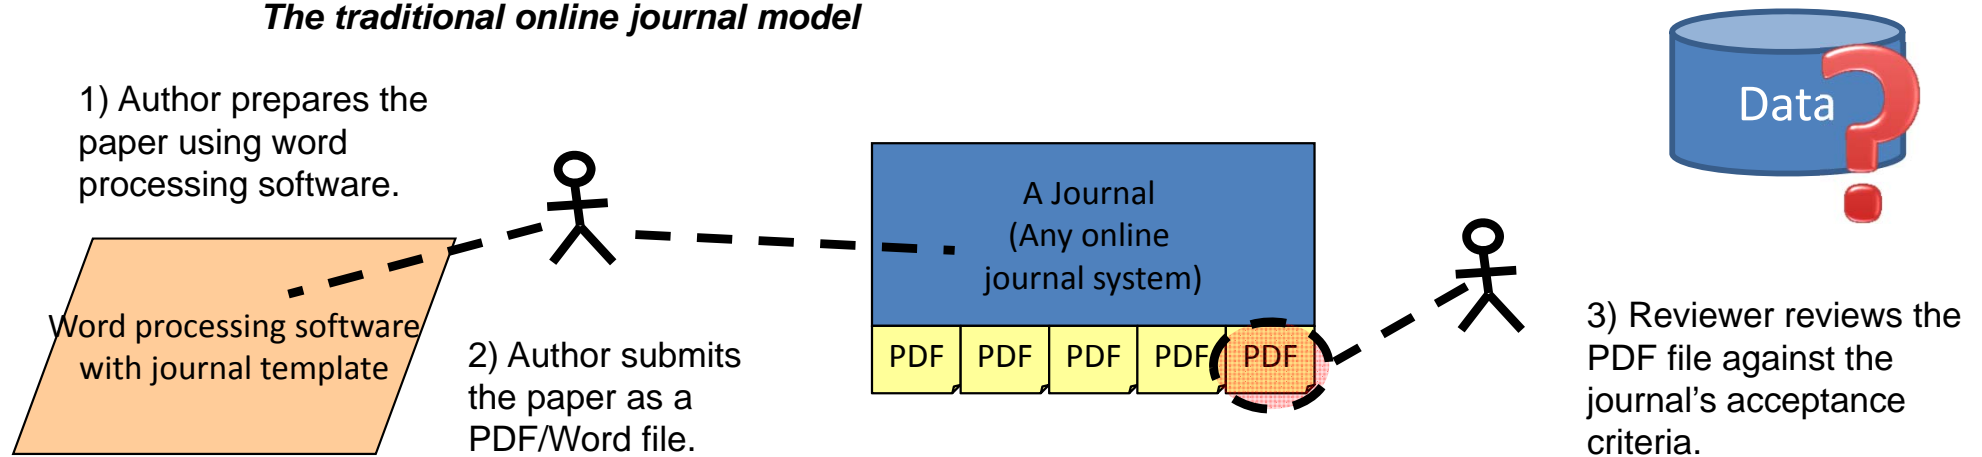 The traditional online journal model
1) Author prepares the
paper using word
processing software.
Word processing software
with journal template
2) Author submits
the paper as a
PDF/Word file.
A Journal
(Any online
journal system)
PDF PDF PDF PDF PDF
Data ?
3) Reviewer reviews the
PDF file against the
journal’s acceptance
criteria.